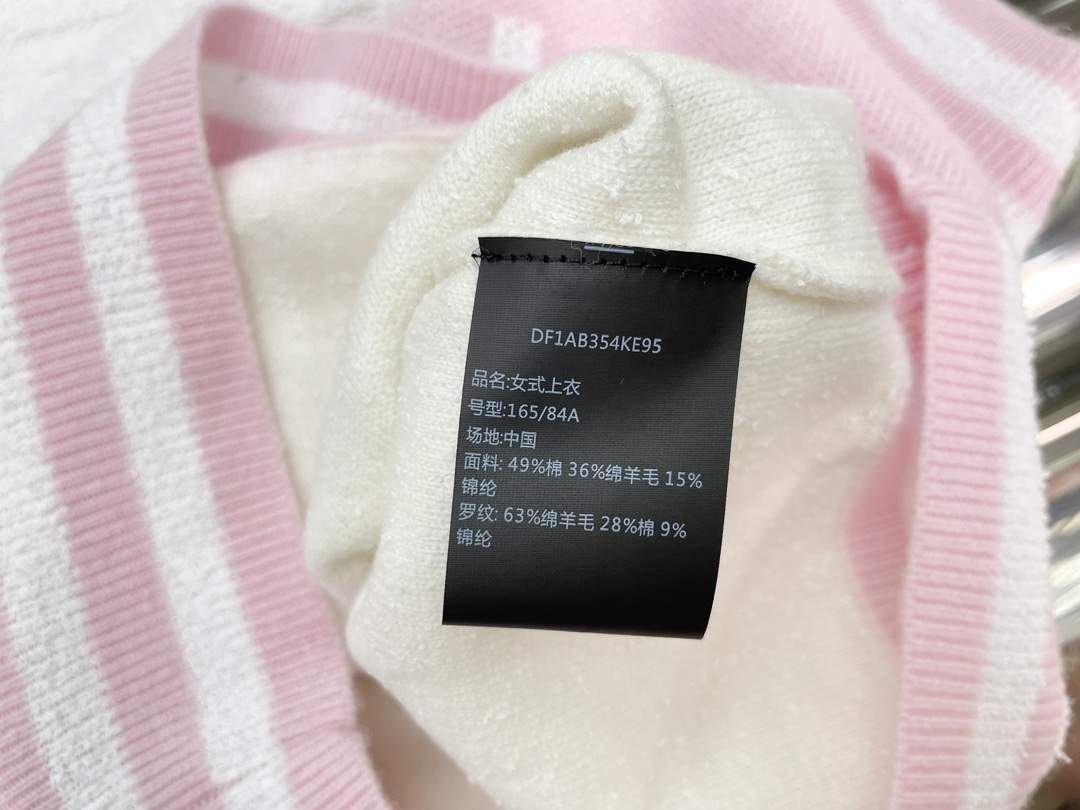 DF1AB354KE95
品名:女式上衣
号型:165/84A
场地:中国
面料: 49%棉 36%绵羊毛 15%
锦纶
罗纹: 63%绵羊毛 28%棉 9%
锦纶